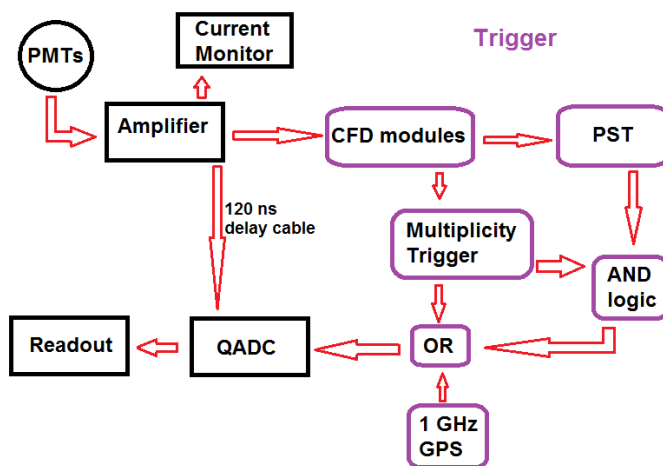 Trigger
PMTs
Current
Monitor
Amplifier
CFD modules
PST
120 ns
delay cable
Multiplicity
Trigger
AND
logic
Readout
QADC
OR
1 GHz
GPS